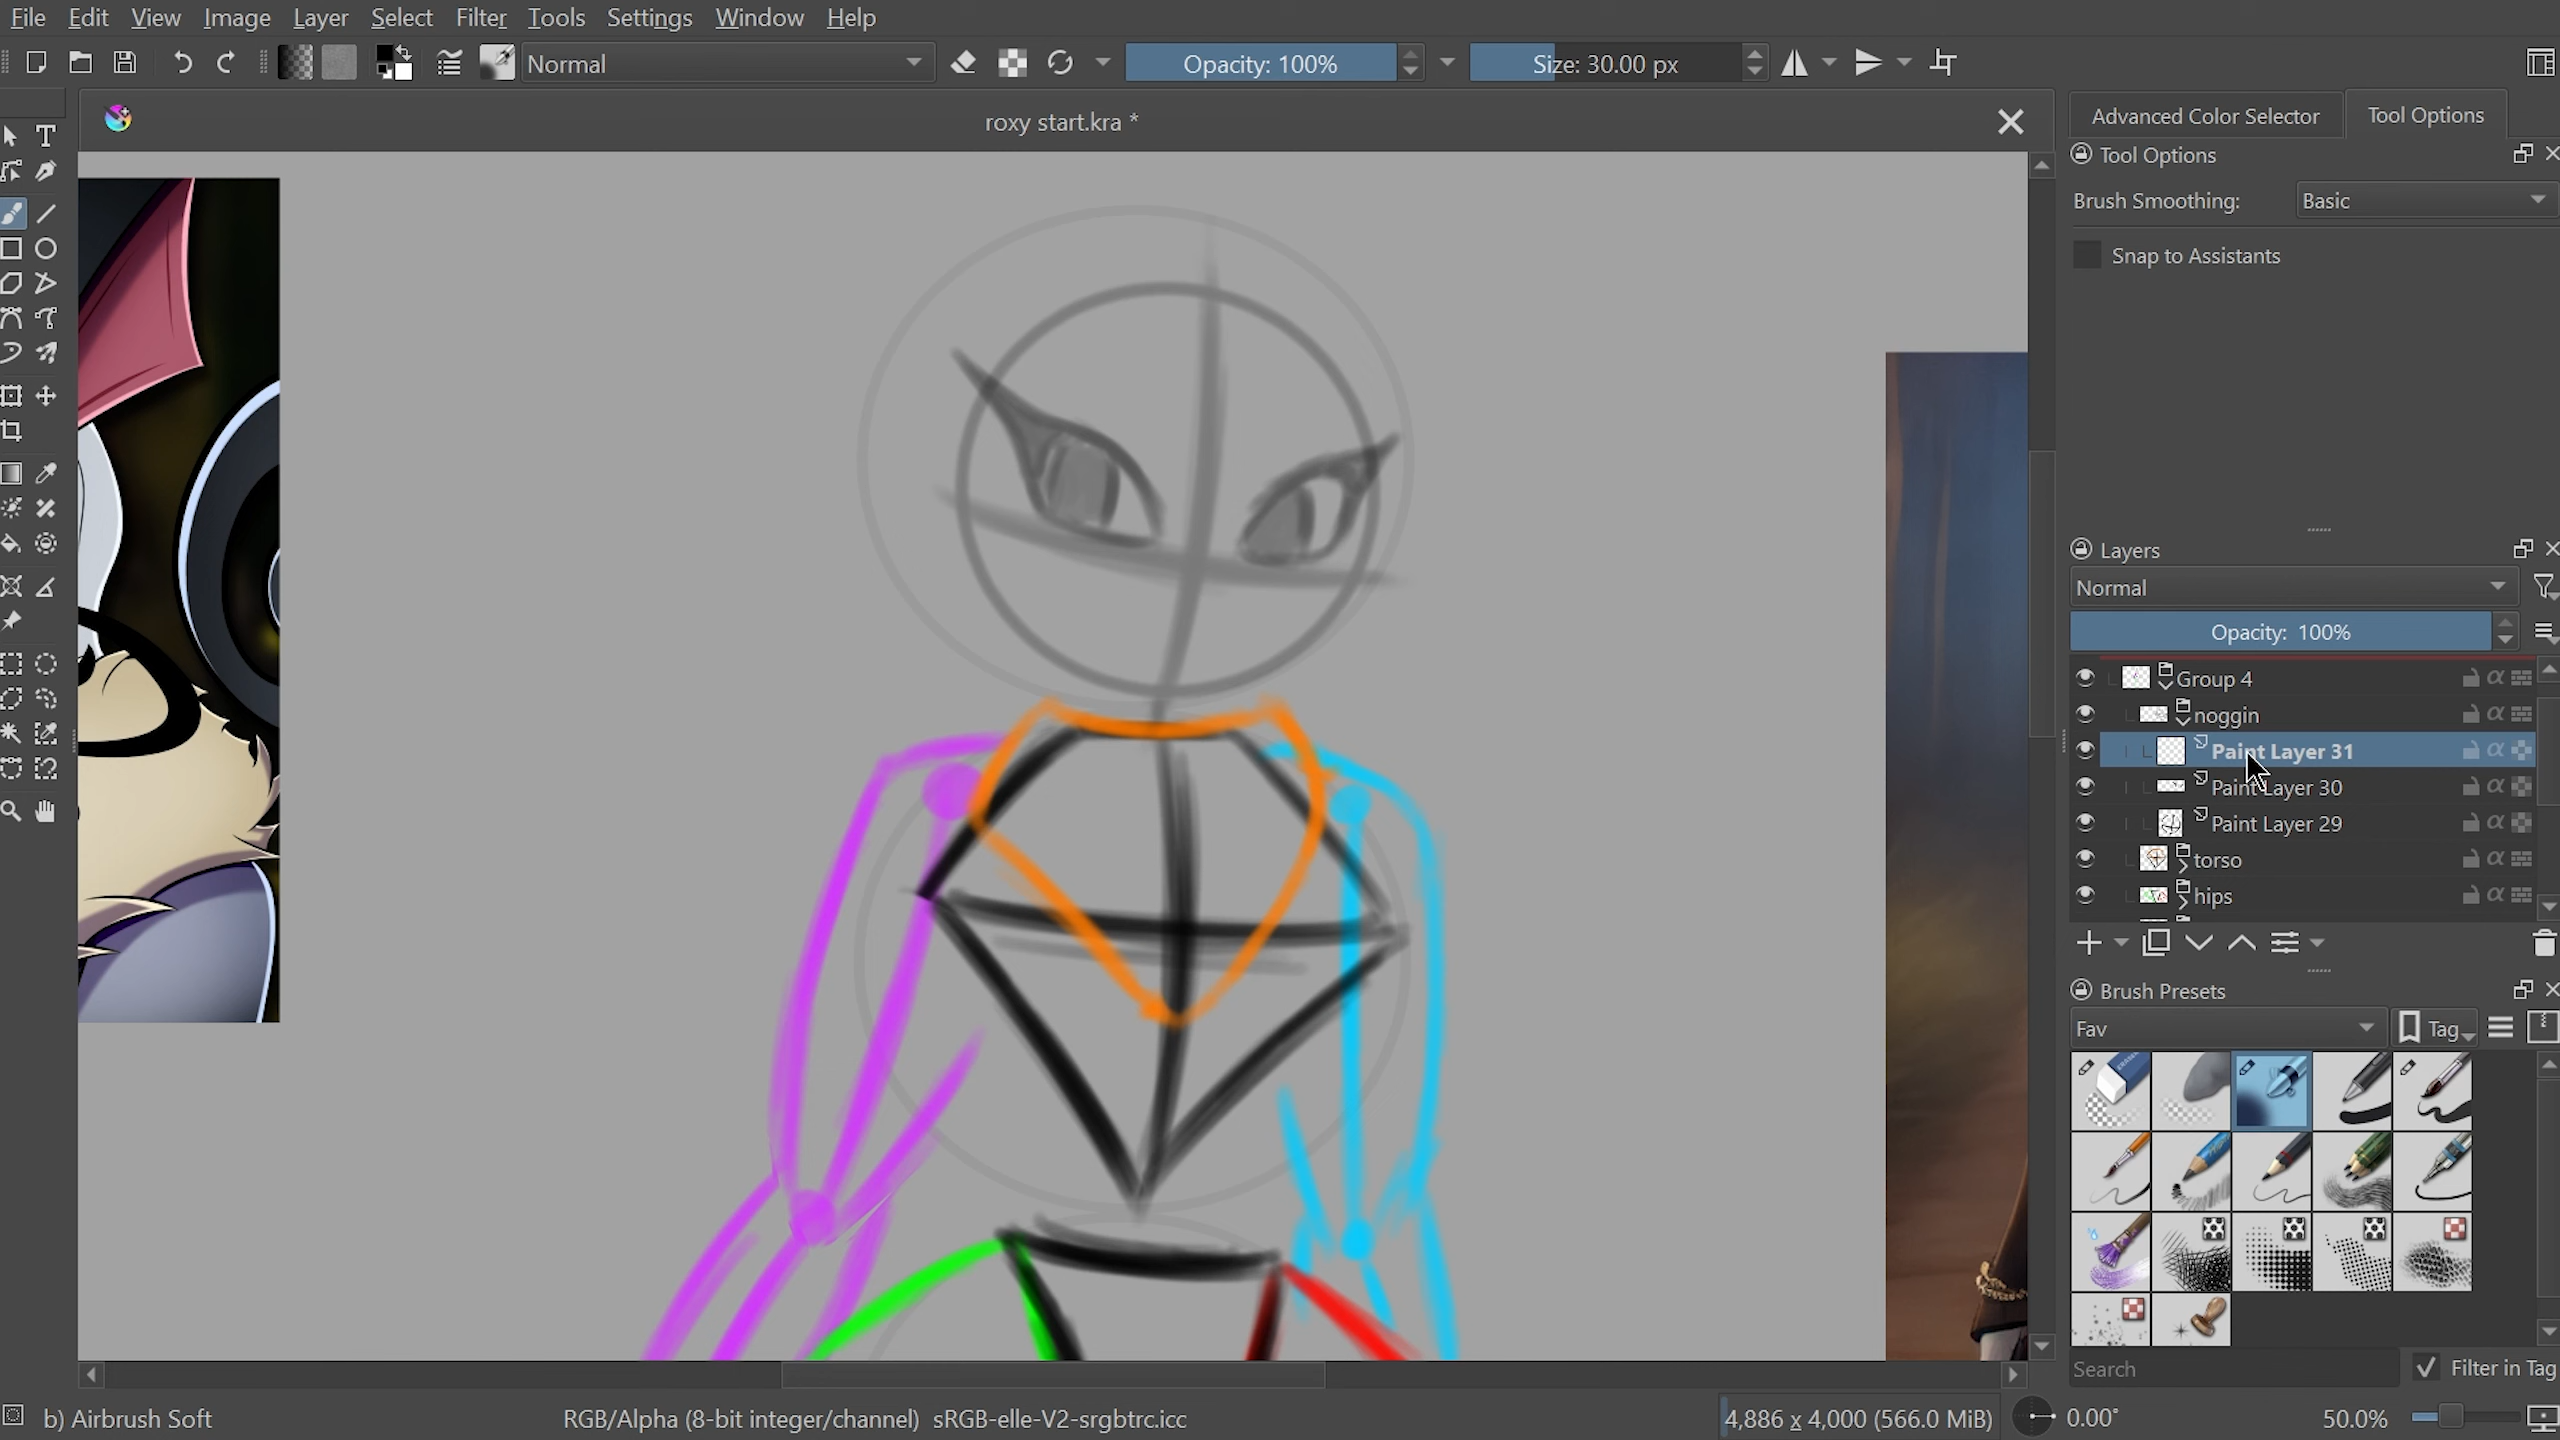 File Edit View Image Layer Select Filter Tools Settings Window Help
Normal Opacity: 100% Size: 30.00 px
roxy start.kra *
Advanced Color Selector Tool Options
Tool Options
Brush Smoothing: Basic
Snap to Assistants
Layers
Normal
Opacity: 100%
Group 4
noggin
Paint Layer 31
Paint Layer 30
Paint Layer 29
torso
hips
Brush Presets
Fav Tag
Search Filter in Tag
b) Airbrush Soft RGB/Alpha (8-bit integer/channel) sRGB-elle-V2-srgbtrc.icc 4,886 x 4,000 (566.0 MiB) 0.00° 50.0%